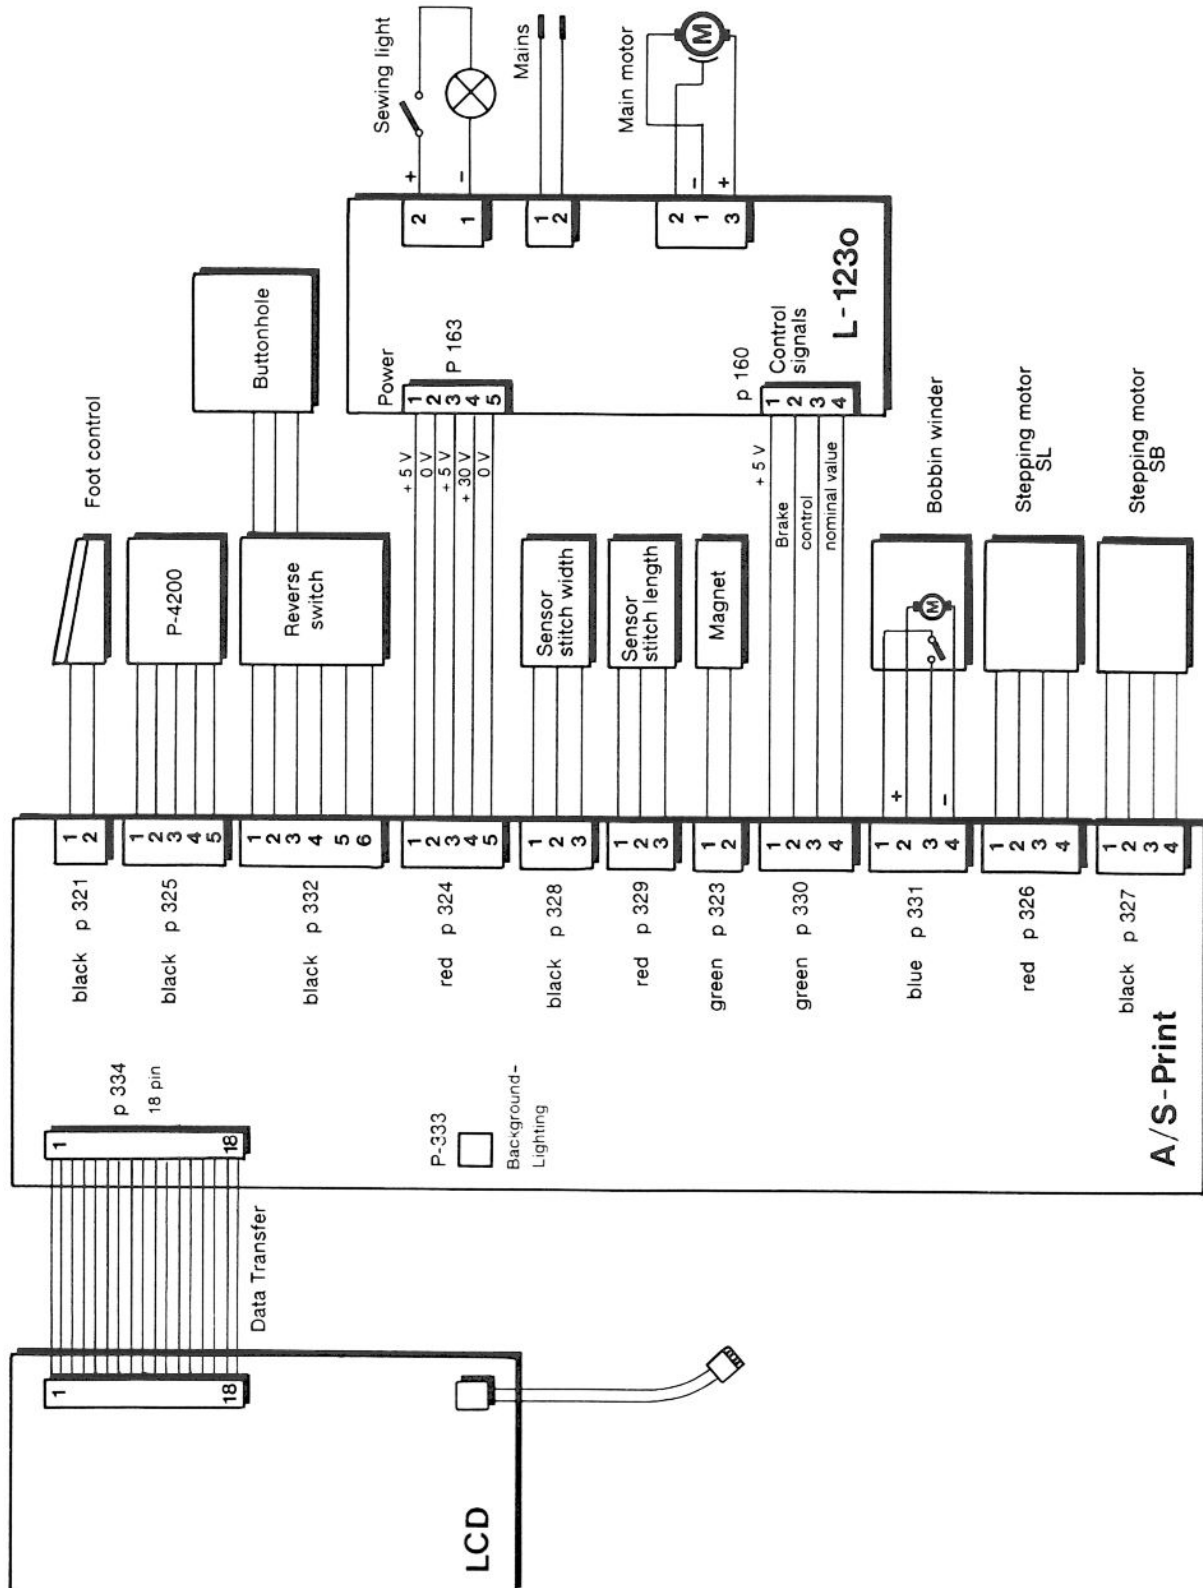 LCD
1
18
Data Transfer
1
18
p 334
18 pin
P-333
Background-
Lighting
A/S-Print
black p 321
1
2
Foot control
black p 325
1
2
3
4
5
P-4200
black p 332
1
2
3
4
5
6
Reverse
switch
Buttonhole
red p 324
1
2
3
4
5
+ 5 V
0 V
+ 5 V
+ 30 V
0 V
Power
1
2
3
4
5
P 163
black p 328
1
2
3
Sensor
stitch width
red p 329
1
2
3
Sensor
stitch length
green p 323
1
2
Magnet
green p 330
1
2
3
4
+ 5 V
Brake
control
nominal value
p 160
1
2
3
4
Control
signals
L-123o
2
1
+
-
Sewing light
1
2
Mains
2
1
3
-
+
Main motor
M
blue p 331
1
2
3
4
+
-
M
Bobbin winder
red p 326
1
2
3
4
Stepping motor
SL
black p 327
1
2
3
4
Stepping motor
SB